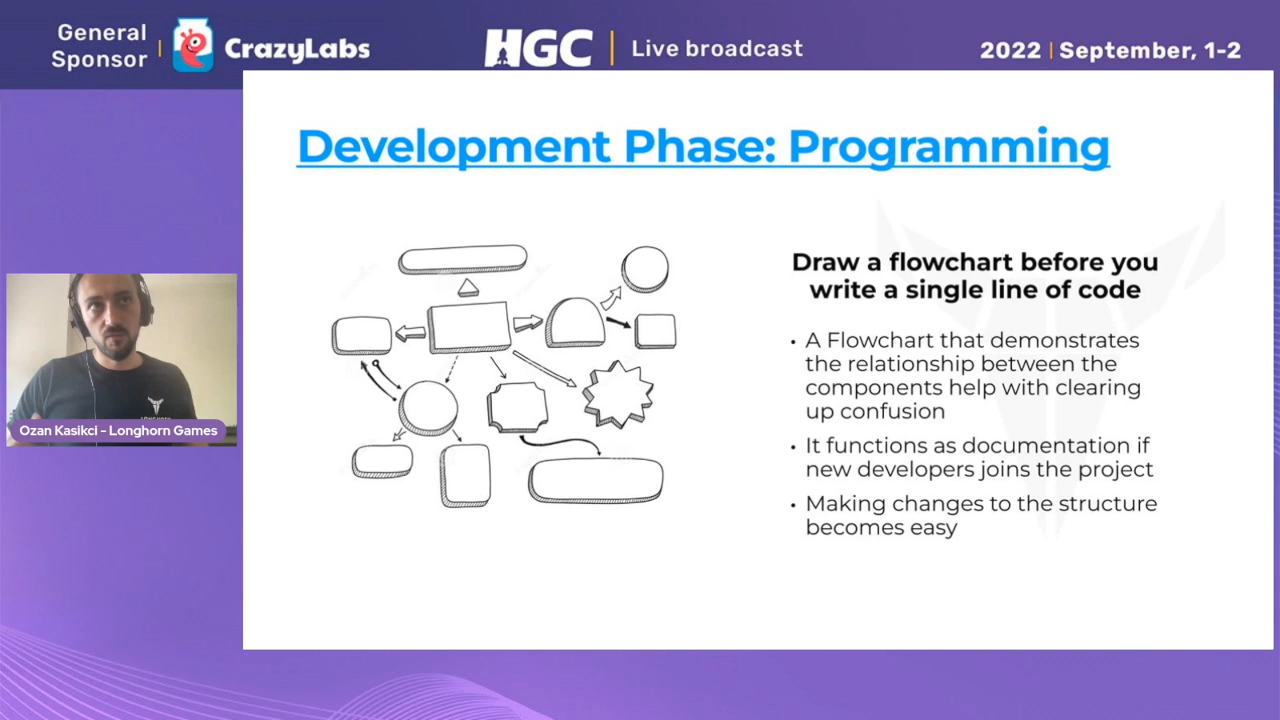 General
Sponsor
CrazyLabs
HGC
Live broadcast
2022 | September, 1-2
Development Phase: Programming
Draw a flowchart before you
write a single line of code
• A Flowchart that demonstrates
the relationship between the
components help with clearing
up confusion
• It functions as documentation if
new developers joins the project
• Making changes to the structure
becomes easy
Ozan Kasikci - Longhorn Games